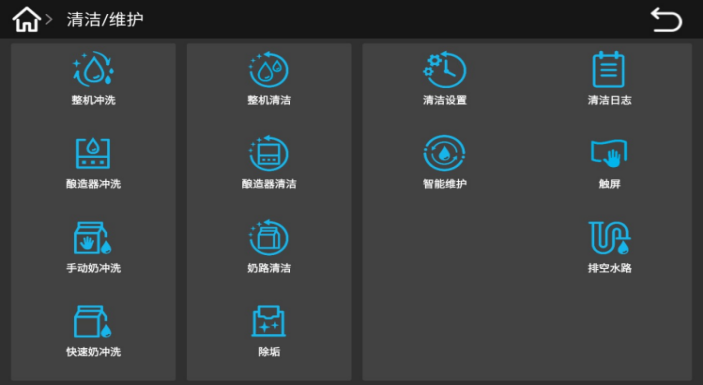 清洁/维护
整机冲洗
整机清洁
清洁设置
清洁日志
酿造器冲洗
酿造器清洁
智能维护
触屏
手动奶冲洗
奶路清洁
排空水路
快速奶冲洗
除垢